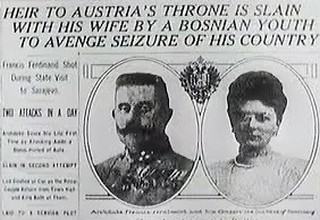 HEIR TO AUSTRIA'S THRONE IS SLAIN
WITH HIS WIFE BY A BOSNIAN YOUTH
TO AVENGE SEIZURE OF HIS COUNTRY
Francis Ferdinand Shot
During State Visit
to Sarajevo.
TWO ATTACKS IN A DAY
Archduke Saves His Life First
Time by Knocking Aside a
Bomb Hurled at Auto.
SLAIN IN SECOND ATTEMPT
Lad Dashes at Car as the Royal
Couple Return from Town Hall
and Kills Both of Them.
LAID TO A SERVIAN PLOT
Archduke Francis Ferdinand and his Consort the Duchess of